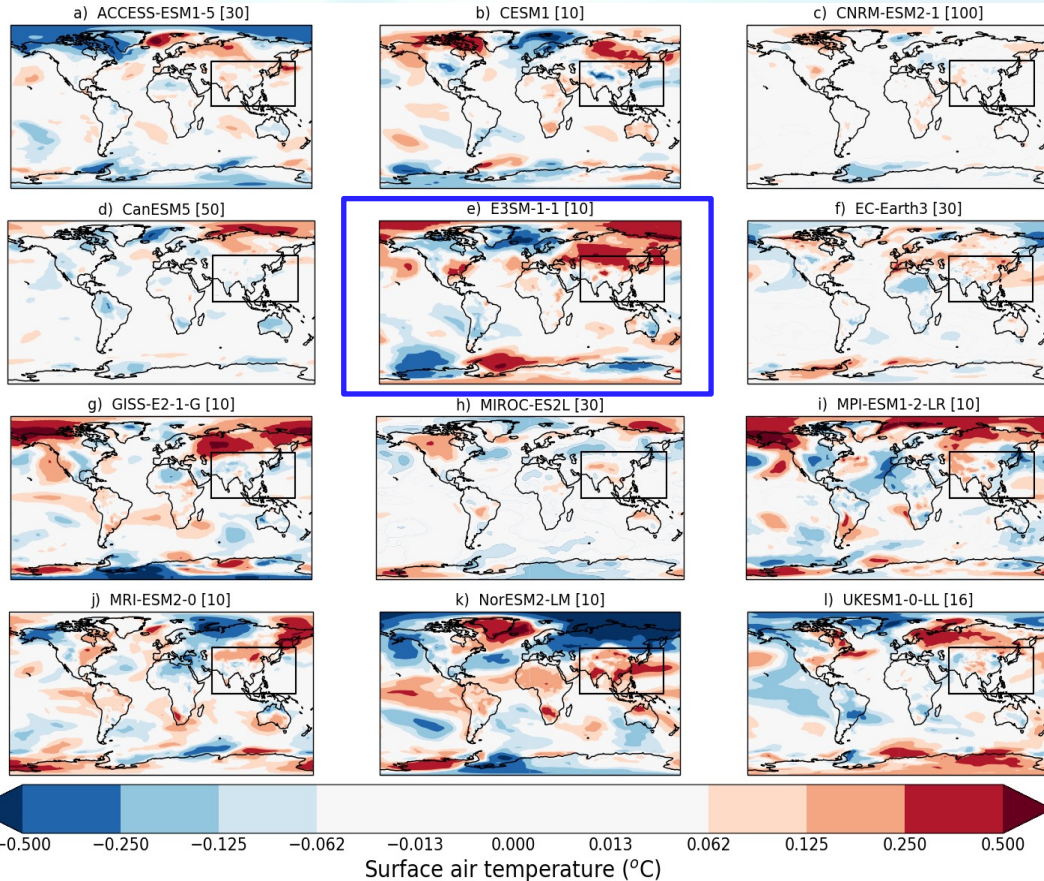 a) ACCESS-ESM1-5 [30]
b) CESM1 [10]
c) CNRM-ESM2-1 [100]
d) CanESM5 [50]
e) E3SM-1-1 [10]
f) EC-Earth3 [30]
g) GISS-E2-1-G [10]
h) MIROC-ES2L [30]
i) MPI-ESM1-2-LR [10]
j) MRI-ESM2-0 [10]
k) NorESM2-LM [10]
l) UKESM1-0-LL [16]
−0.500 −0.250 −0.125 −0.062 −0.013 0.000 0.013 0.062 0.125 0.250 0.500
Surface air temperature (°C)